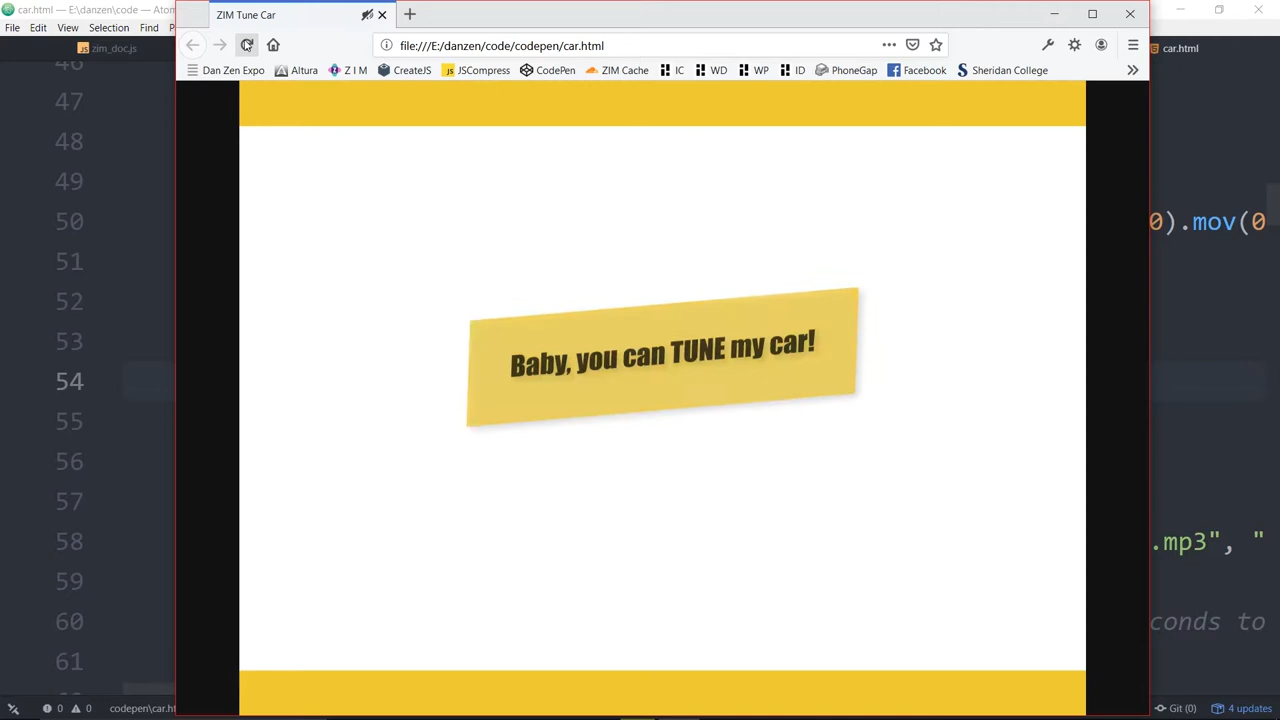 car.html — E:\danzen\code — Atom
File Edit View Selection Find
zim_doc.js
car.html
ZIM Tune Car
file:///E:/danzen/code/codepen/car.html
Dan Zen Expo Altura Z I M CreateJS JSCompress CodePen ZIM Cache IC WD WP ID PhoneGap Facebook Sheridan College
46
47
48
49
50
0).mov(0
51
52
53
54
55
56
57
58
.mp3", "
59
60
conds to
61
Baby, you can TUNE my car!
0 0 codepen\car.ht
Git (0) 4 updates